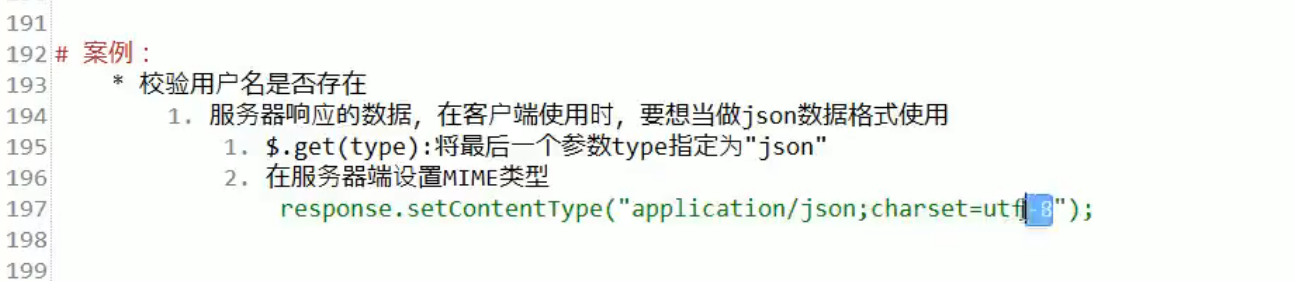 191
192 # 案例：
193 * 校验用户名是否存在
194 1. 服务器响应的数据，在客户端使用时，要想当做json数据格式使用
195 1. $.get(type):将最后一个参数type指定为"json"
196 2. 在服务器端设置MIME类型
197 response.setContentType("application/json;charset=utf-8");
198
199